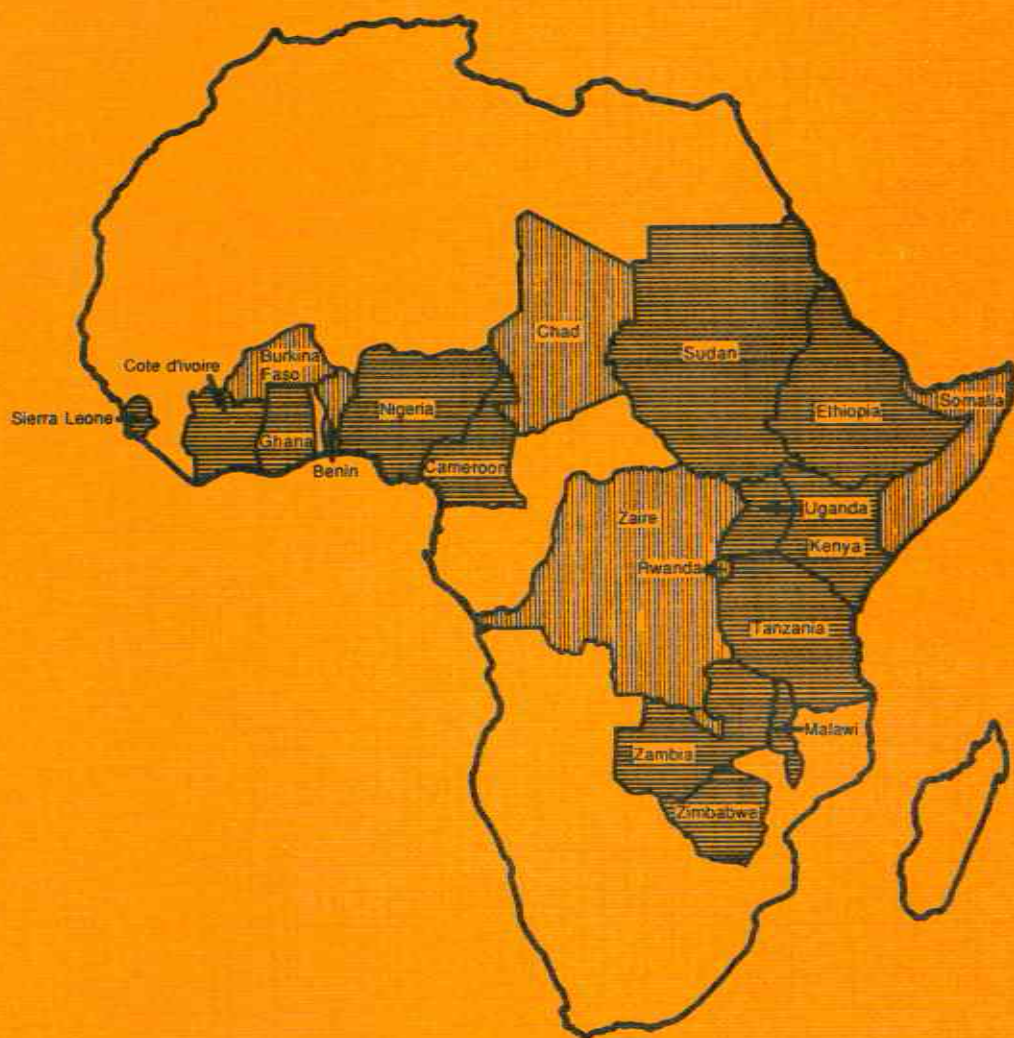 Chad
Sudan
Cote d'Ivoire
Burkina
Faso
Sierra Leone
Nigeria
Ethiopia
Somalia
Ghana
Benin
Cameroon
Zaire
Uganda
Kenya
Rwanda
Tanzania
Malawi
Zambia
Zimbabwe